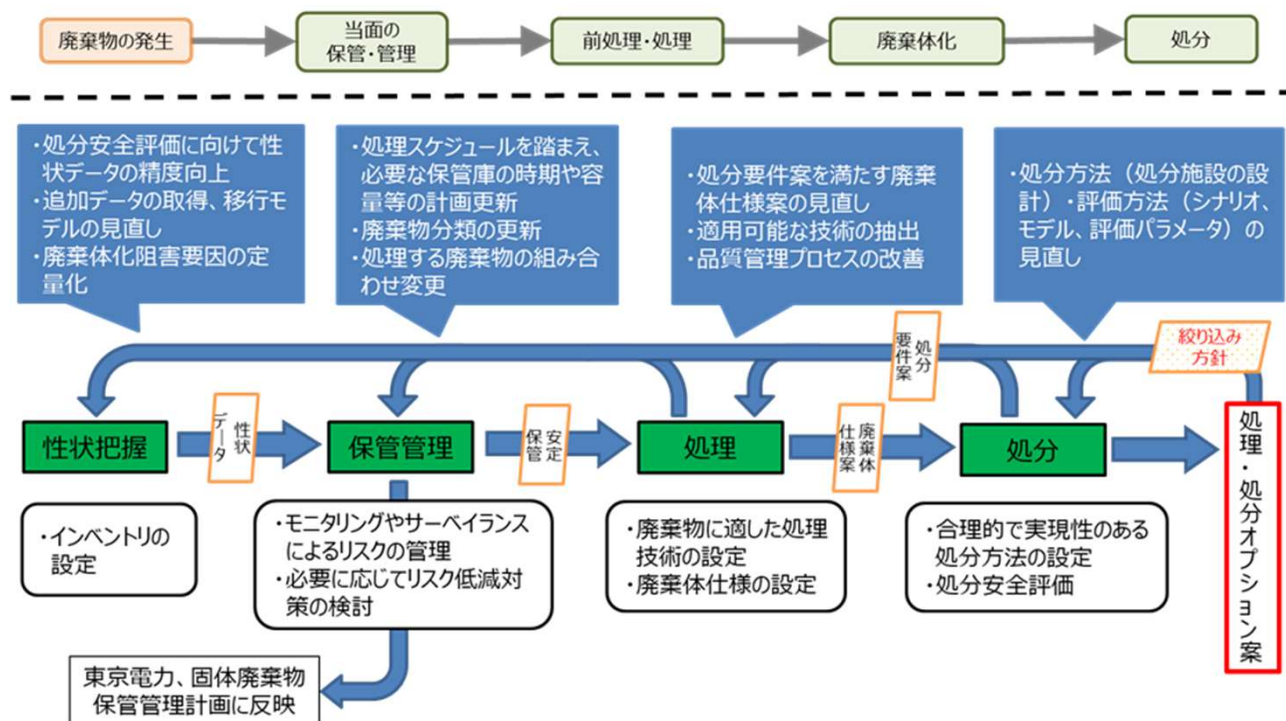 廃棄物の発生
当面の
保管・管理
前処理・処理
廃棄体化
処分
・処分安全評価に向けて性
状データの精度向上
・追加データの取得、移行モ
デルの見直し
・廃棄体化阻害要因の定
量化
・処理スケジュールを踏まえ、
必要な保管庫の時期や容
量等の計画更新
・廃棄物分類の更新
・処理する廃棄物の組み合
わせ変更
・処分要件案を満たす廃棄
体仕様案の見直し
・適用可能な技術の抽出
・品質管理プロセスの改善
・処分方法（処分施設の設
計）・評価方法（シナリオ、
モデル、評価パラメータ）の
見直し
処分
要件案
絞り込み
方針
性状把握
性状
データ
保管管理
安定
保管
処理
廃棄体
仕様案
処分
処理・処分オプション案
・インベントリの
設定
・モニタリングやサーベイランス
によるリスクの管理
・必要に応じてリスク低減対
策の検討
・廃棄物に適した処理
技術の設定
・廃棄体仕様の設定
・合理的で実現性のある
処分方法の設定
・処分安全評価
東京電力、固体廃棄物
保管管理計画に反映